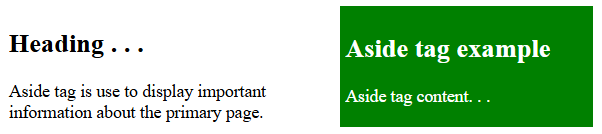 Heading . . .
Aside tag is use to display important
information about the primary page.
Aside tag example
Aside tag content. . .